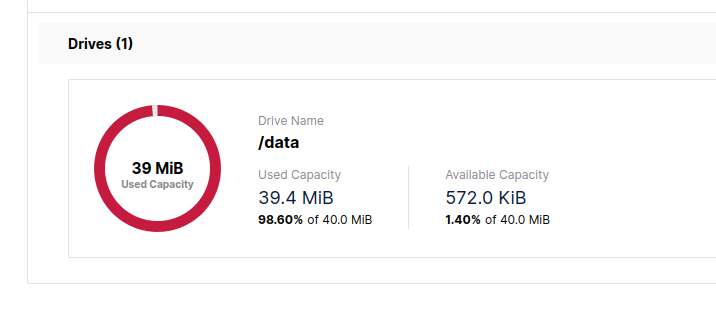 Drives (1)
39 MiB
Used Capacity
Drive Name
/data
Used Capacity
39.4 MiB
98.60% of 40.0 MiB
Available Capacity
572.0 KiB
1.40% of 40.0 MiB